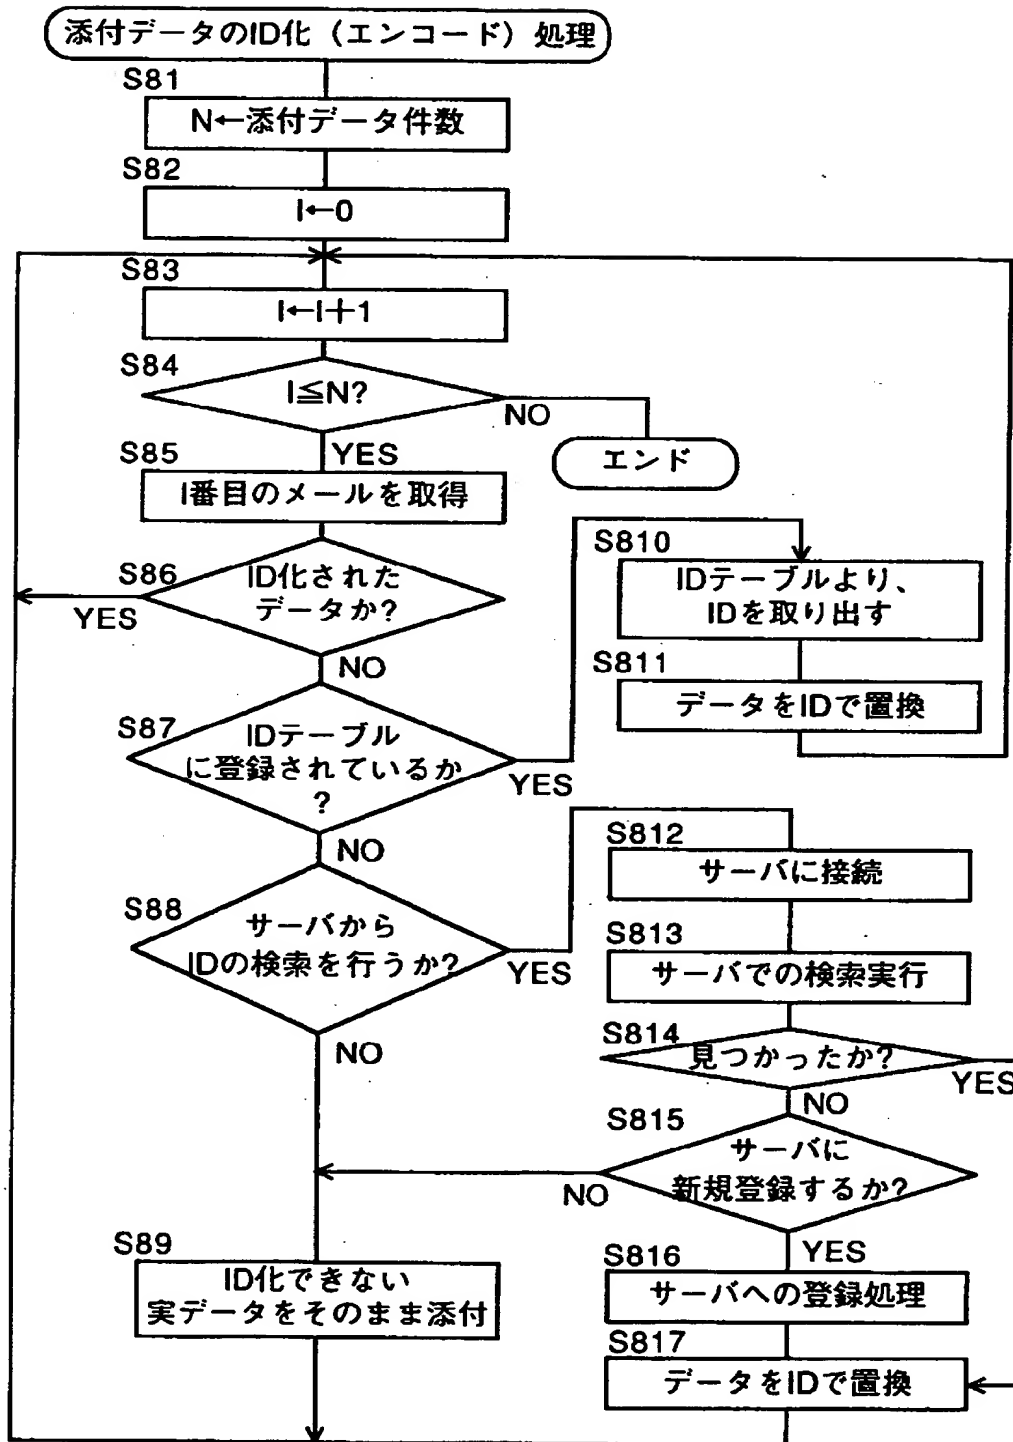 添付データのID化（エンコード）処理
S81
N←添付データ件数
S82
I←0
S83
I←I＋1
S84
I≦N?
NO
YES
エンド
S85
I番目のメールを取得
S86
ID化された
データか?
YES
NO
S810
IDテーブルより、
IDを取り出す
S811
データをIDで置換
S87
IDテーブル
に登録されているか
?
YES
NO
S812
サーバに接続
S88
サーバから
IDの検索を行うか?
YES
NO
S813
サーバでの検索実行
S814
見つかったか?
YES
NO
S815
サーバに
新規登録するか?
NO
YES
S89
ID化できない
実データをそのまま添付
S816
サーバへの登録処理
S817
データをIDで置換